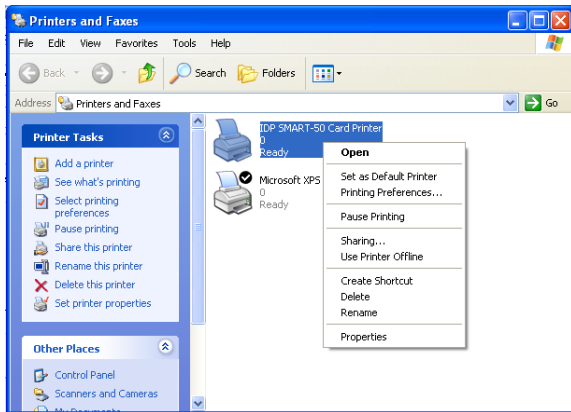 Printers and Faxes
File Edit View Favorites Tools Help
Back Search Folders
Address Printers and Faxes Go
Printer Tasks
Add a printer
See what's printing
Select printing
preferences
Pause printing
Share this printer
Rename this printer
Delete this printer
Set printer properties
Other Places
Control Panel
Scanners and Cameras
My Documents
IDP SMART-50 Card Printer
0
Ready
Microsoft XPS
0
Ready
Open
Set as Default Printer
Printing Preferences...
Pause Printing
Sharing...
Use Printer Offline
Create Shortcut
Delete
Rename
Properties